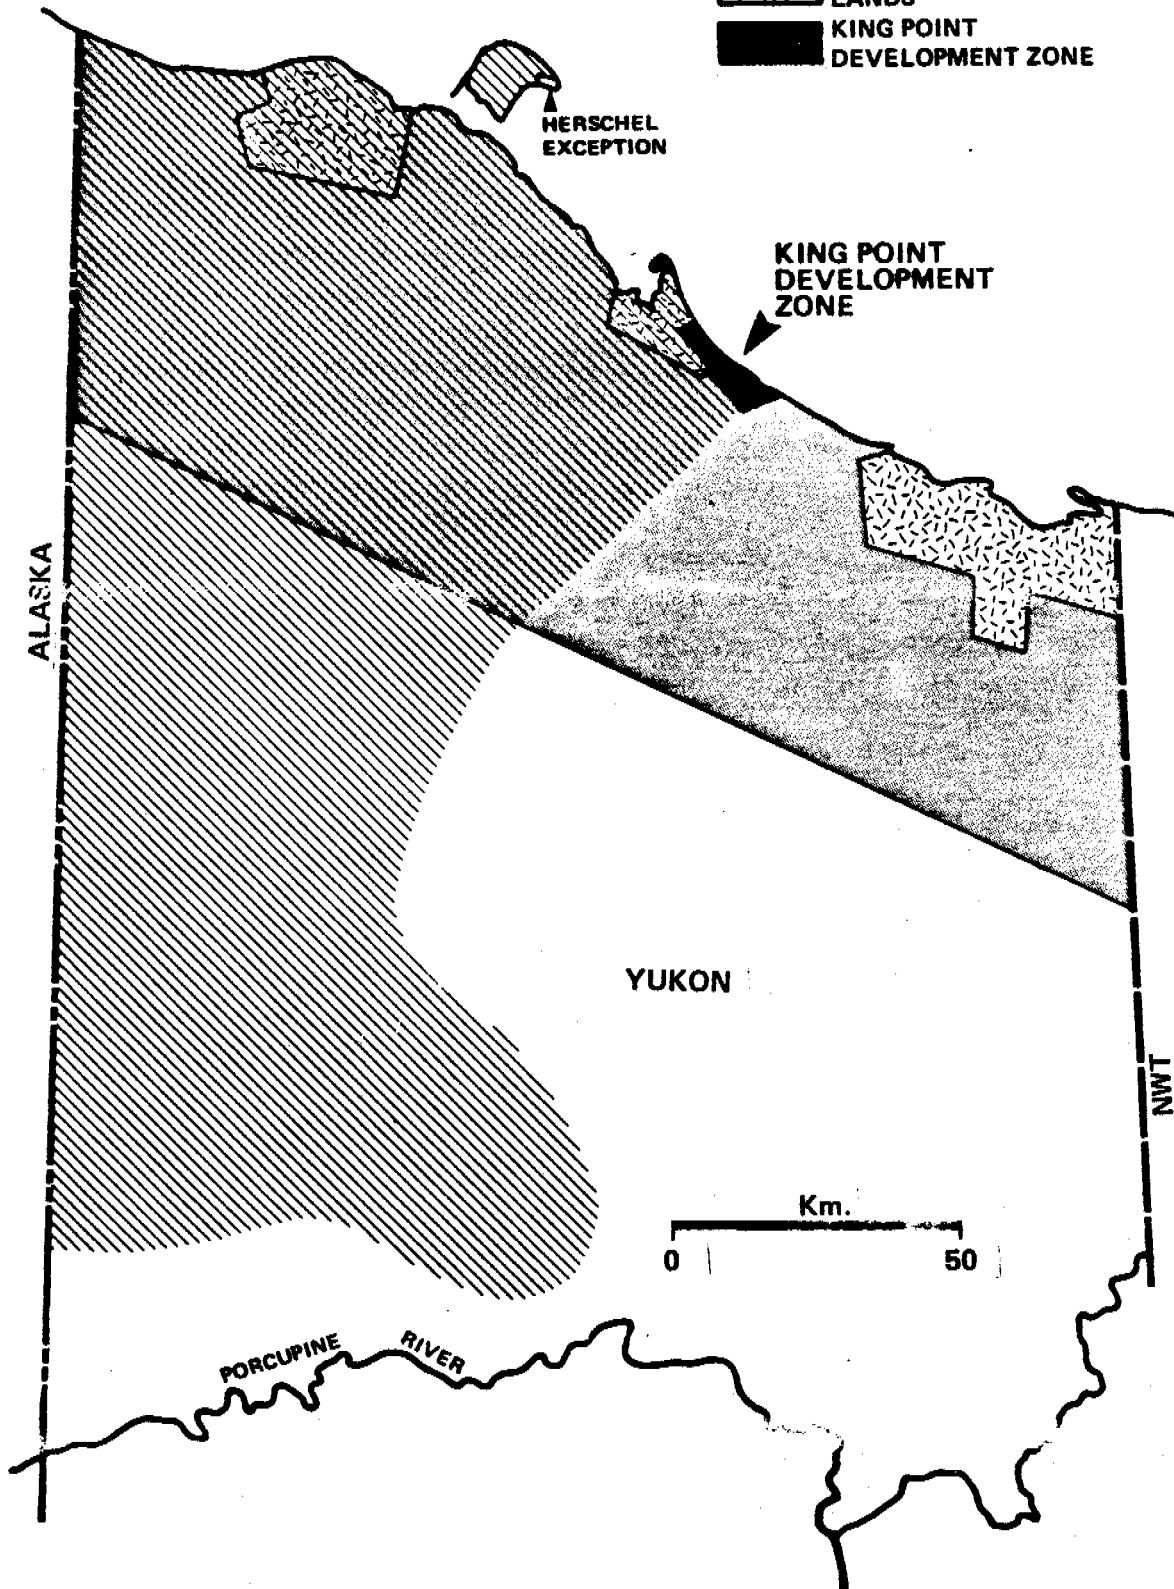 LANDS
KING POINT
DEVELOPMENT ZONE
HERSCHEL
EXCEPTION
KING POINT
DEVELOPMENT
ZONE
ALASKA
YUKON
NWT
Km.
0 50
PORCUPINE RIVER